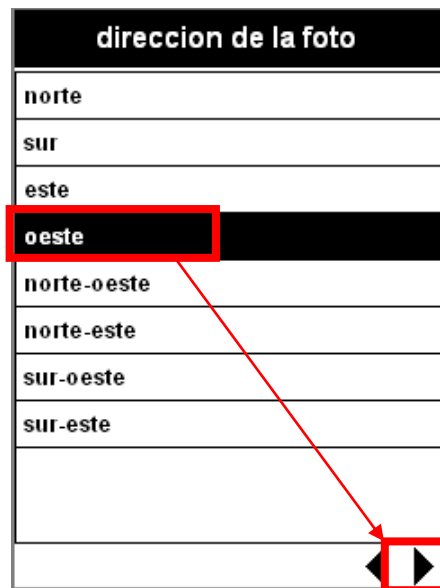 direccion de la foto
norte
sur
este
oeste
norte-oeste
norte-este
sur-oeste
sur-este